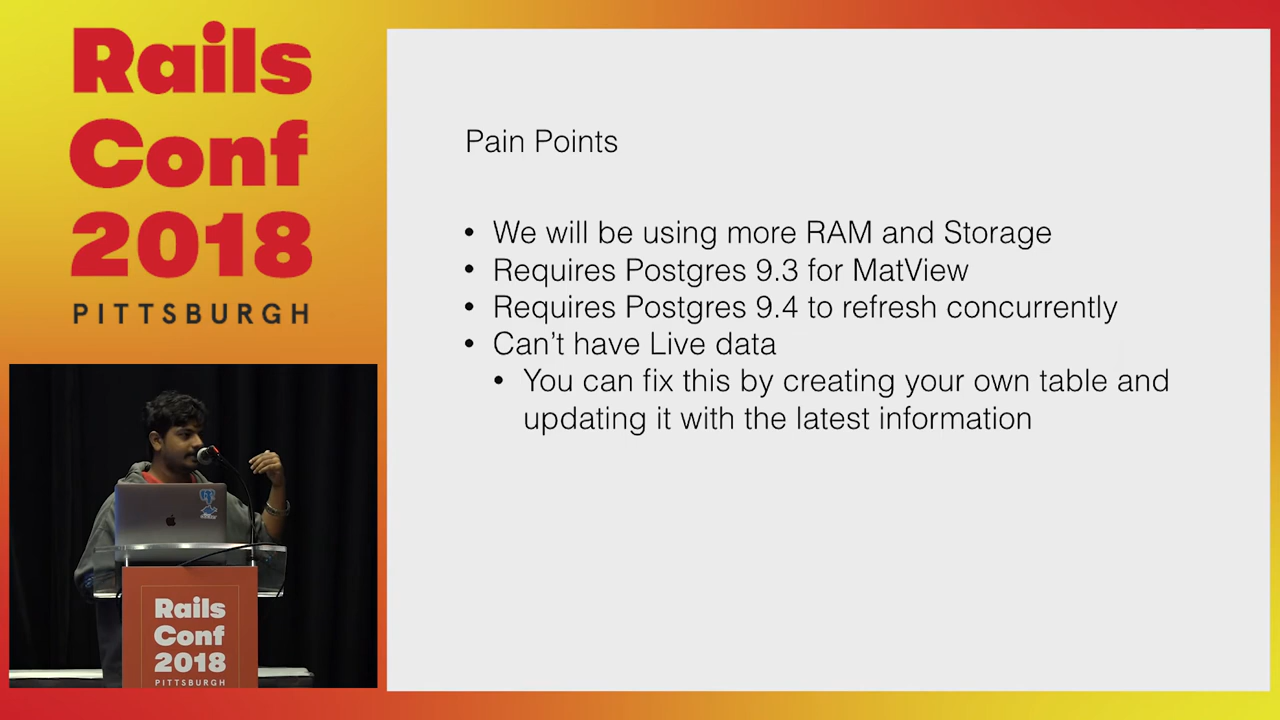 Rails
Conf
2018
PITTSBURGH
Pain Points
• We will be using more RAM and Storage
• Requires Postgres 9.3 for MatView
• Requires Postgres 9.4 to refresh concurrently
• Can't have Live data
• You can fix this by creating your own table and
updating it with the latest information
Rails
Conf
2018
PITTSBURGH